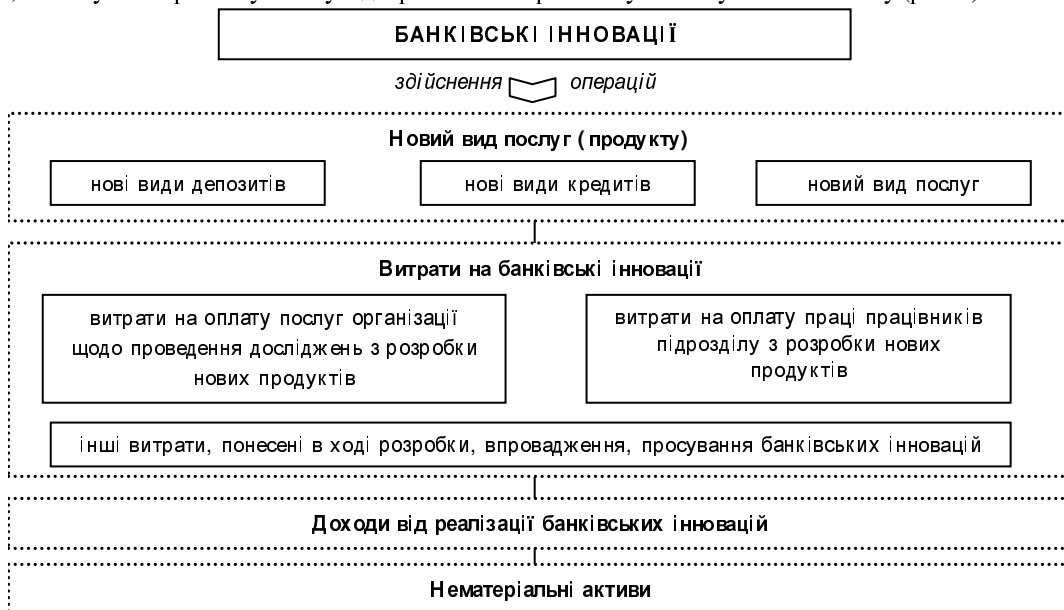 БАНКІВСЬКІ ІННОВАЦІЇ
здійснення операцій
Новий вид послуг (продукту)
нові види депозитів
нові види кредитів
новий вид послуг
Витрати на банківські інновації
витрати на оплату послуг організації
щодо проведення досліджень з розробки
нових продуктів
витрати на оплату праці працівників
підрозділу з розробки нових
продуктів
інші витрати, понесені в ході розробки, впровадження, просування банківських інновацій
Доходи від реалізації банківських інновацій
Нематеріальні активи